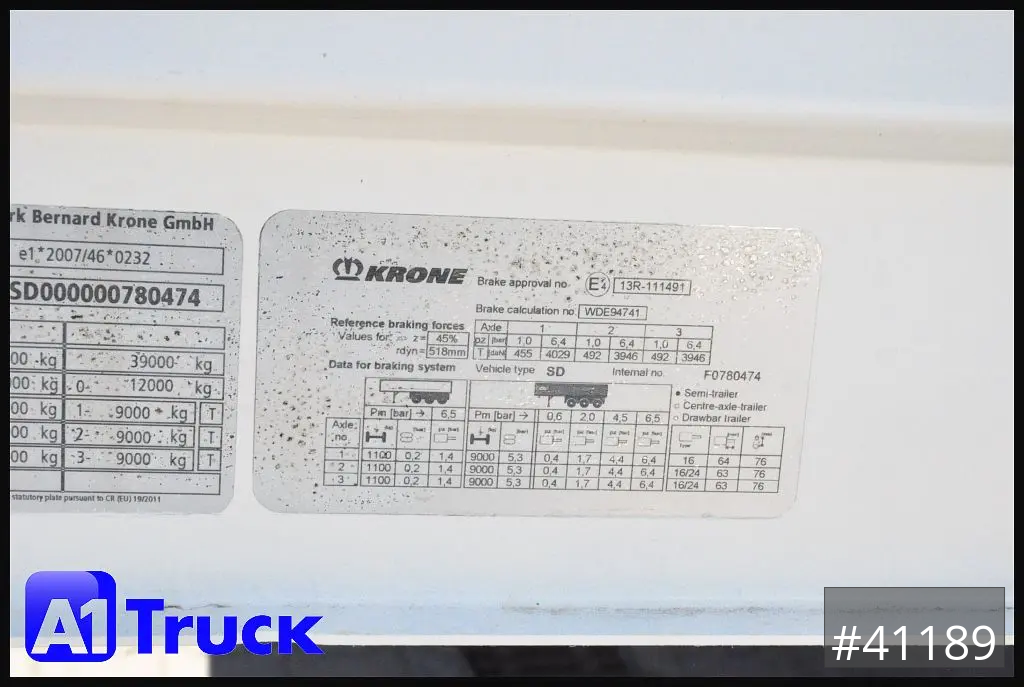 rk Bernard Krone GmbH
e1*2007/46*0232
SD000000780474
00 kg 39000 kg
00 kg 0- 12000 kg
00 kg 1- 9000 kg T
00 kg 2- 9000 kg T
00 kg 3- 9000 kg T
statutory plate pursuant to CR (EU) 19/2011
KRONE
Brake approval no. E4 13R-111491
Brake calculation no. WDE94741
Reference braking forces
Values for: z= 45%
rdyn= 518mm
Axle 1 2 3
pz [bar] 1,0 6,4 1,0 6,4 1,0 6,4
T [daN] 455 4029 492 3946 492 3946
Data for braking system
Vehicle type SD Internal no. F0780474
Semi-trailer
Centre-axle-trailer
Drawbar trailer
Pm [bar] → 6,5
Pm [bar] → 0,6 2,0 4,5 6,5
Axle no.
1 1100 0,2 1,4 9000 5,3 0,4 1,7 4,4 6,4 16 64 76
2 1100 0,2 1,4 9000 5,3 0,4 1,7 4,4 6,4 16/24 63 76
3 1100 0,2 1,4 9000 5,3 0,4 1,7 4,4 6,4 16/24 63 76
A1 Truck
#41189